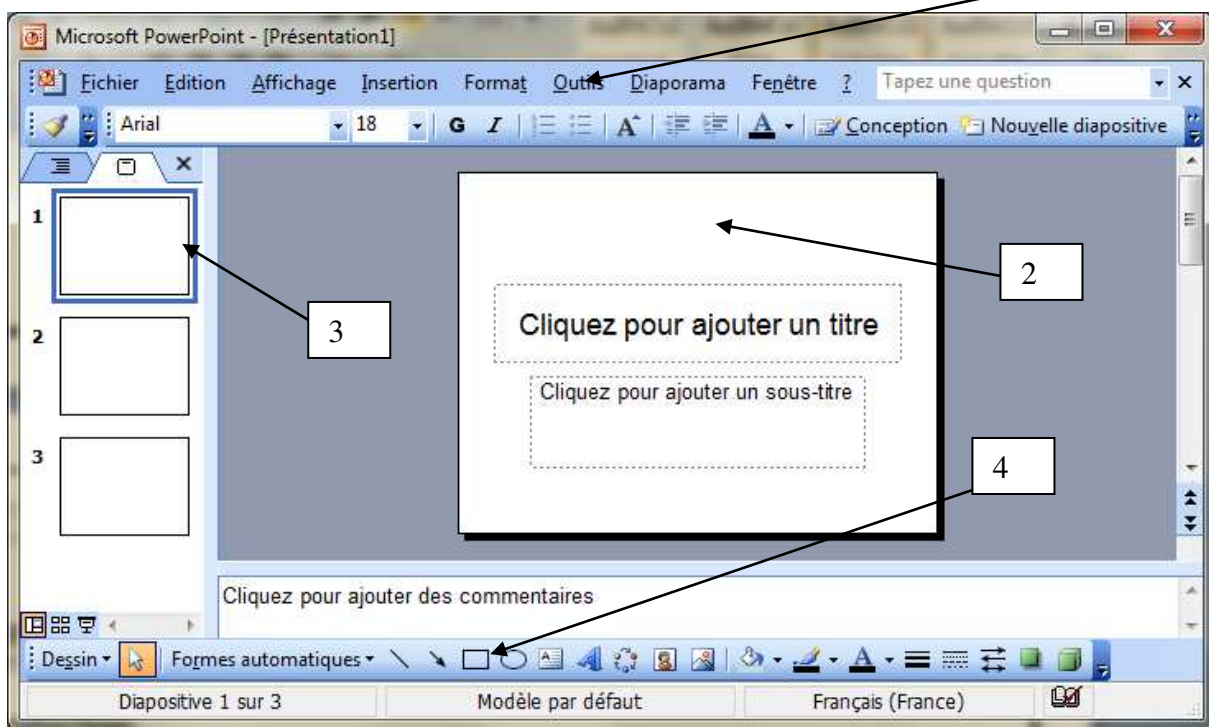 Microsoft PowerPoint - [Présentation1]
Fichier Edition Affichage Insertion Format Outils Diaporama Fenêtre ? Tapez une question
Arial 18 G I A A Conception Nouvelle diapositive
1
2
3
3
2
Cliquez pour ajouter un titre
Cliquez pour ajouter un sous-titre
4
Cliquez pour ajouter des commentaires
Dessin Formes automatiques A
Diapositive 1 sur 3 Modèle par défaut Français (France)